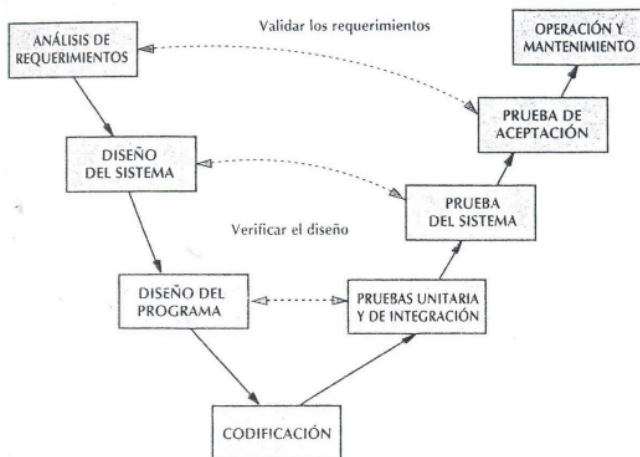 Validar los requerimientos
ANÁLISIS DE
REQUERIMIENTOS
OPERACIÓN Y
MANTENIMIENTO
PRUEBA DE
ACEPTACIÓN
DISEÑO
DEL SISTEMA
PRUEBA
DEL SISTEMA
Verificar el diseño
DISEÑO DEL
PROGRAMA
PRUEBAS UNITARIA
Y DE INTEGRACIÓN
CODIFICACIÓN